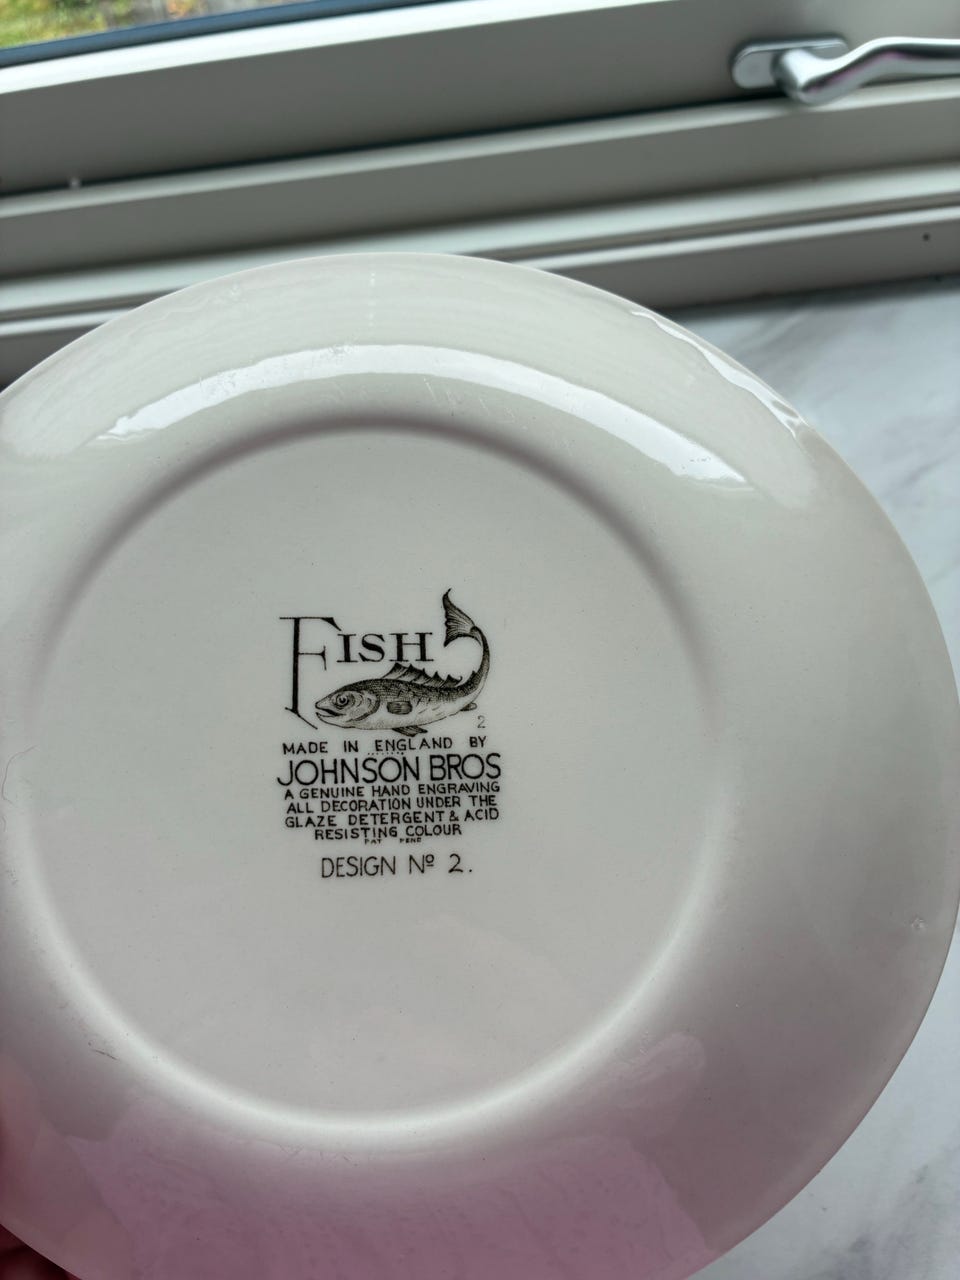 FISH
2
MADE IN ENGLAND BY
JOHNSON BROS
A GENUINE HAND ENGRAVING
ALL DECORATION UNDER THE
GLAZE DETERGENT & ACID
RESISTING COLOUR
PAT PEND
DESIGN Nº 2.